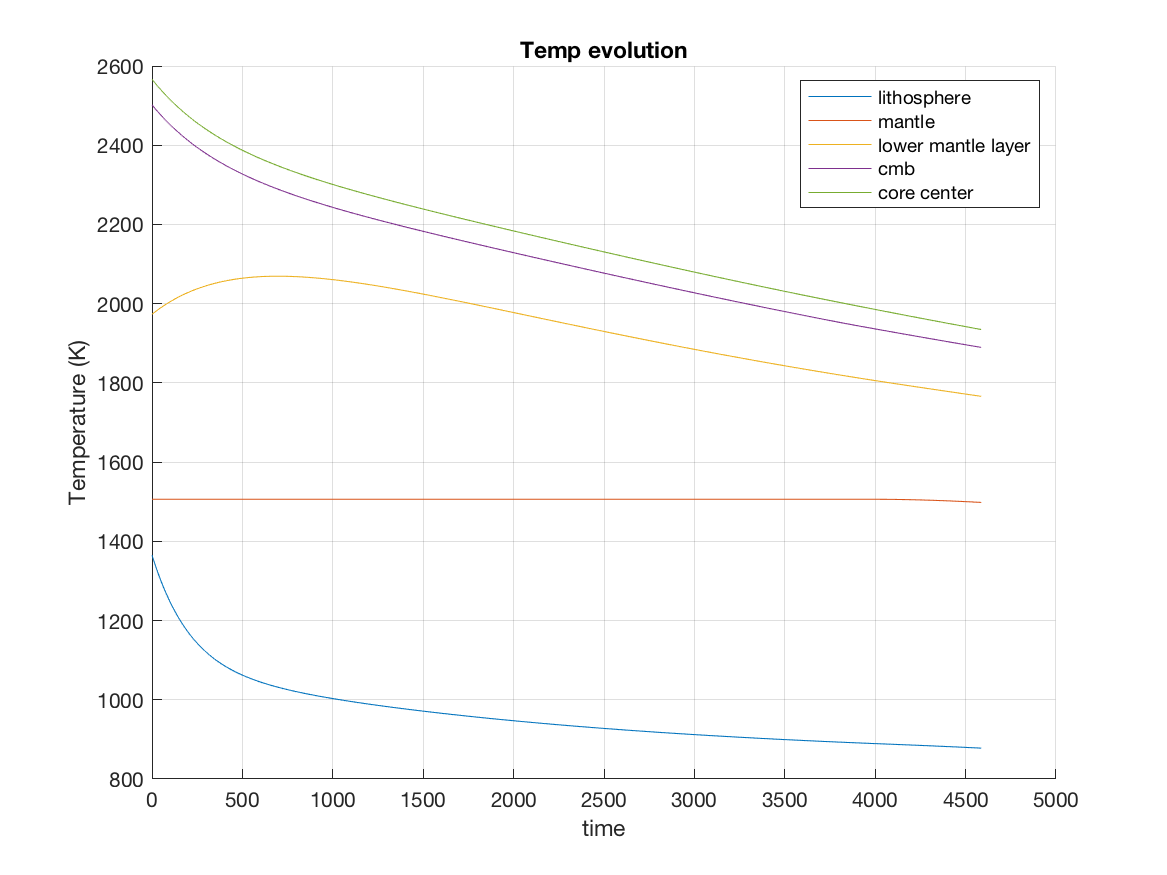 Temp evolution
2600
2400
2200
2000
1800
1600
1400
1200
1000
800
Temperature (K)
lithosphere
mantle
lower mantle layer
cmb
core center
0 500 1000 1500 2000 2500 3000 3500 4000 4500 5000
time